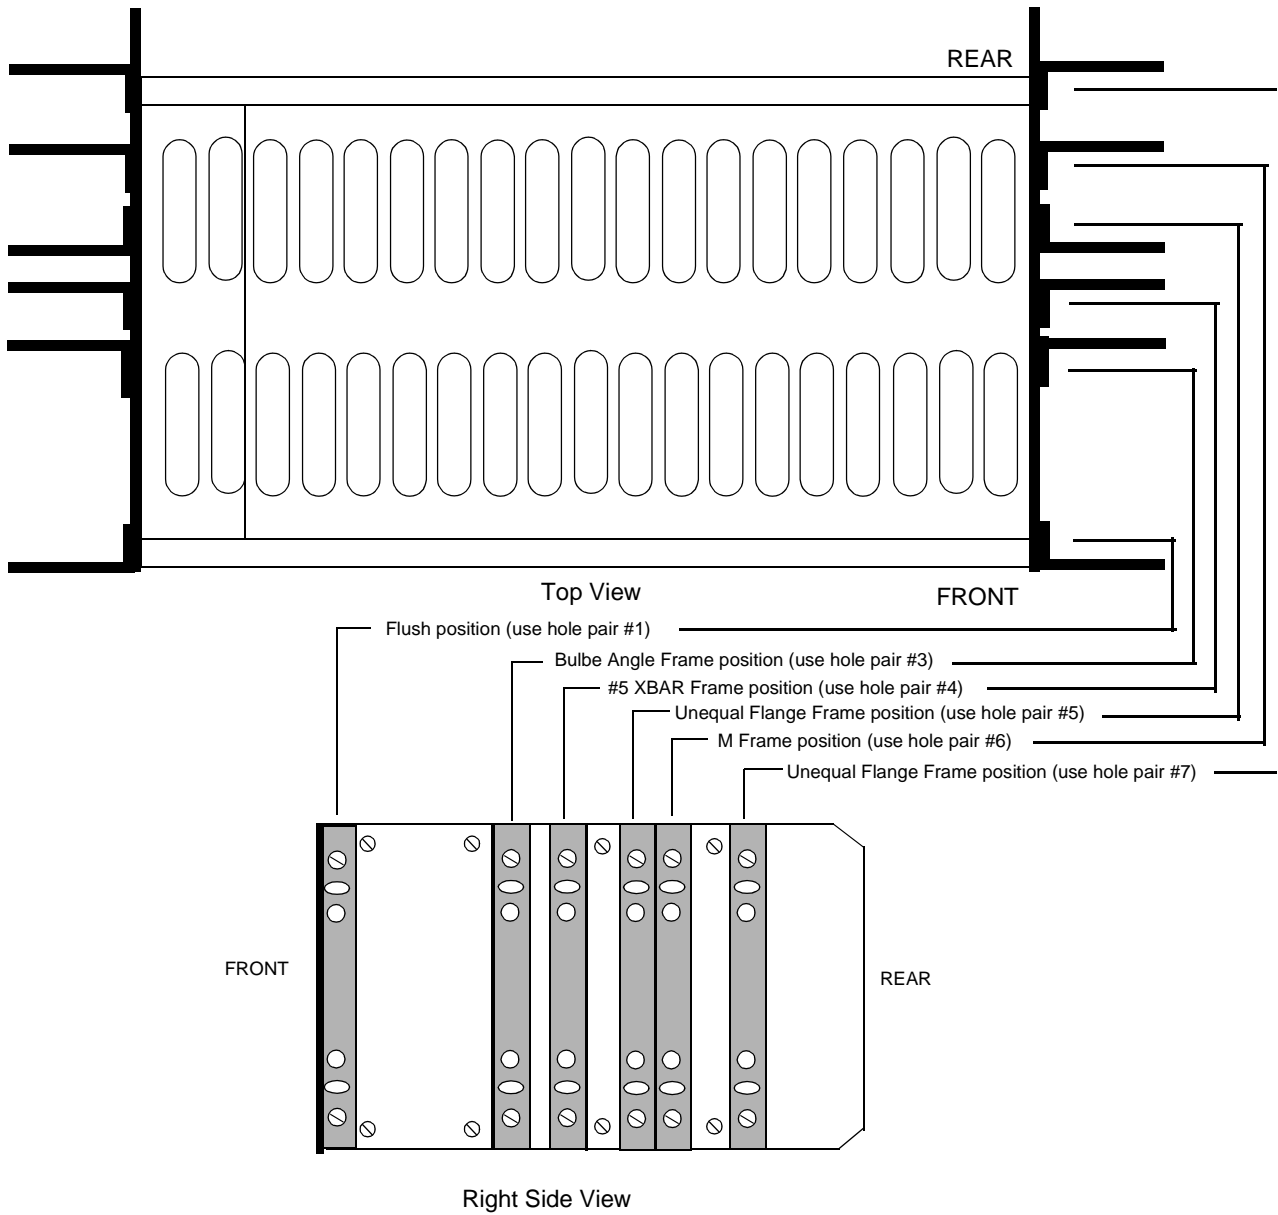 REAR
Top View
FRONT
Flush position (use hole pair #1)
Bulbe Angle Frame position (use hole pair #3)
#5 XBAR Frame position (use hole pair #4)
Unequal Flange Frame position (use hole pair #5)
M Frame position (use hole pair #6)
Unequal Flange Frame position (use hole pair #7)
FRONT
REAR
Right Side View